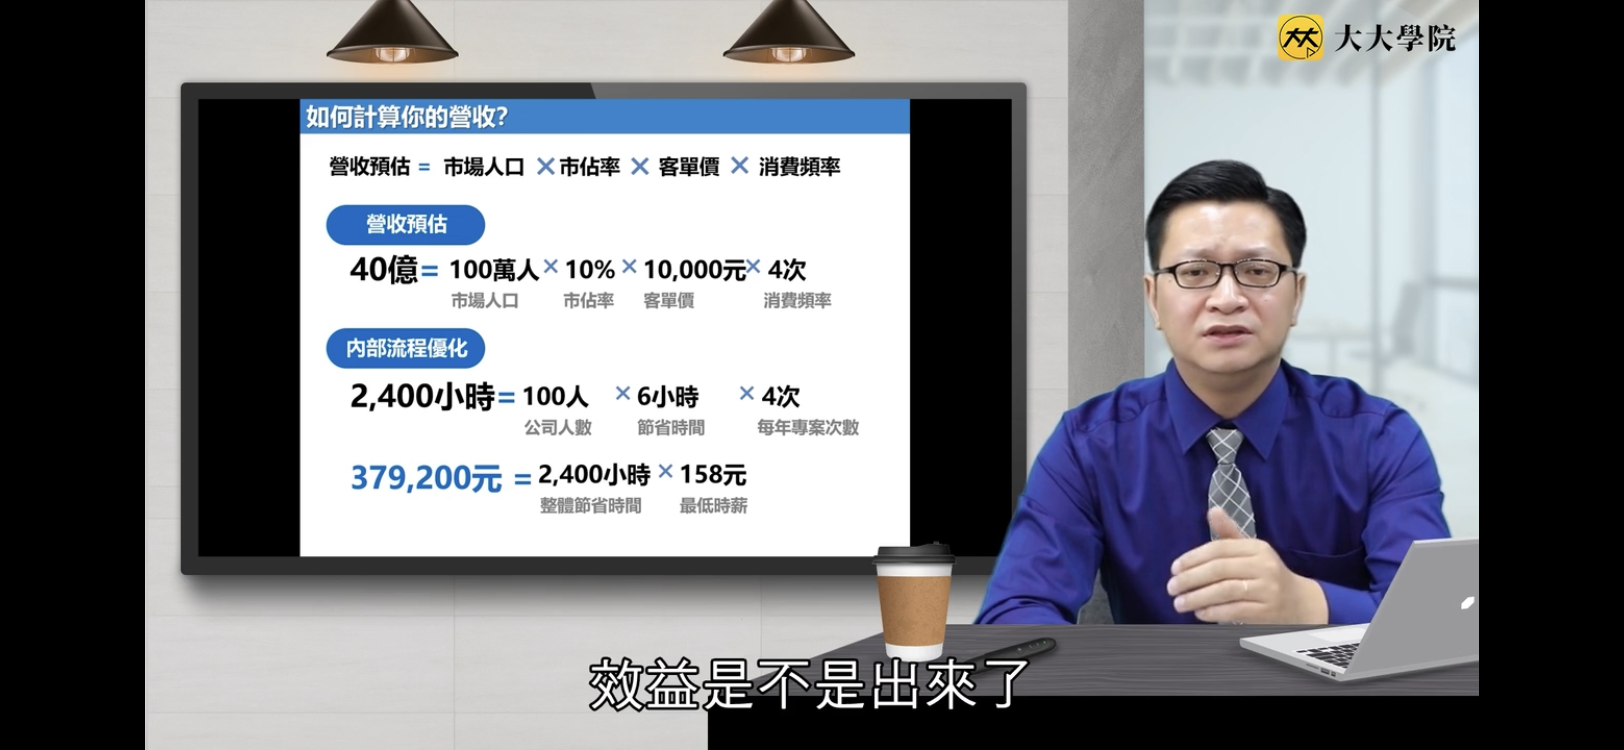 大大學院
如何計算你的營收?
營收預估 = 市場人口 × 市佔率 × 客單價 × 消費頻率
營收預估
40億 = 100萬人 × 10% × 10,000元 × 4次
市場人口 市佔率 客單價 消費頻率
內部流程優化
2,400小時 = 100人 × 6小時 × 4次
公司人數 節省時間 每年專案次數
379,200元 = 2,400小時 × 158元
整體節省時間 最低時薪
效益是不是出來了